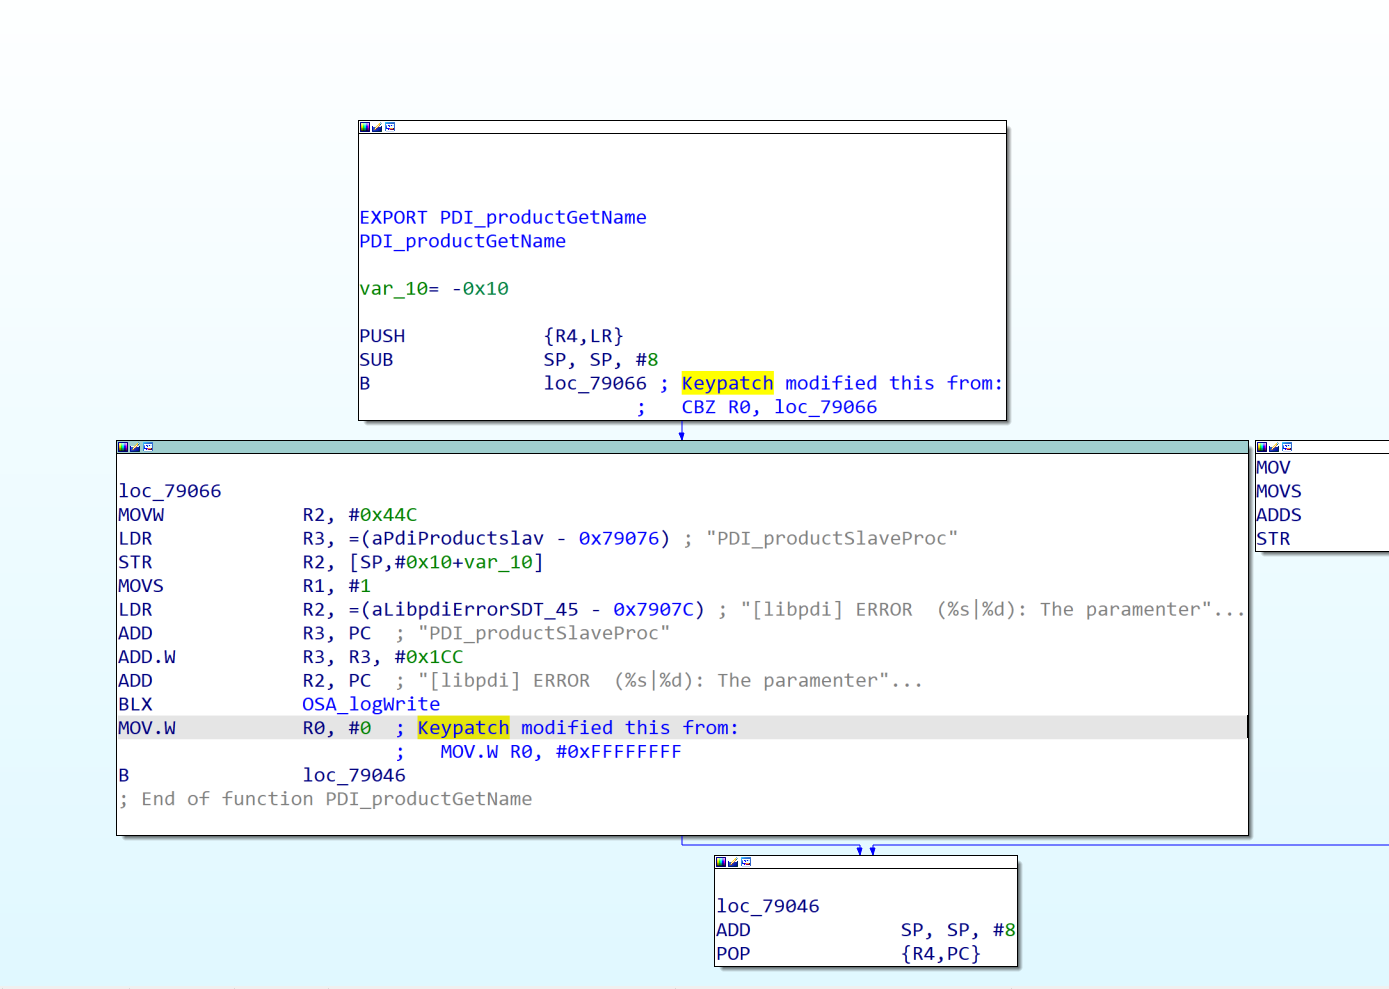 EXPORT PDI_productGetName
PDI_productGetName
var_10= -0x10
PUSH {R4,LR}
SUB SP, SP, #8
B loc_79066 ; Keypatch modified this from:
; CBZ R0, loc_79066
loc_79066
MOVW R2, #0x44C
LDR R3, =(aPdiProductslav - 0x79076) ; "PDI_productSlaveProc"
STR R2, [SP,#0x10+var_10]
MOVS R1, #1
LDR R2, =(aLibpdiErrorSDT_45 - 0x7907C) ; "[libpdi] ERROR  (%s|%d): The paramenter"...
ADD R3, PC ; "PDI_productSlaveProc"
ADD.W R3, R3, #0x1CC
ADD R2, PC ; "[libpdi] ERROR  (%s|%d): The paramenter"...
BLX OSA_logWrite
MOV.W R0, #0 ; Keypatch modified this from:
; MOV.W R0, #0xFFFFFFFF
B loc_79046
; End of function PDI_productGetName
MOV
MOVS
ADDS
STR
loc_79046
ADD SP, SP, #8
POP {R4,PC}